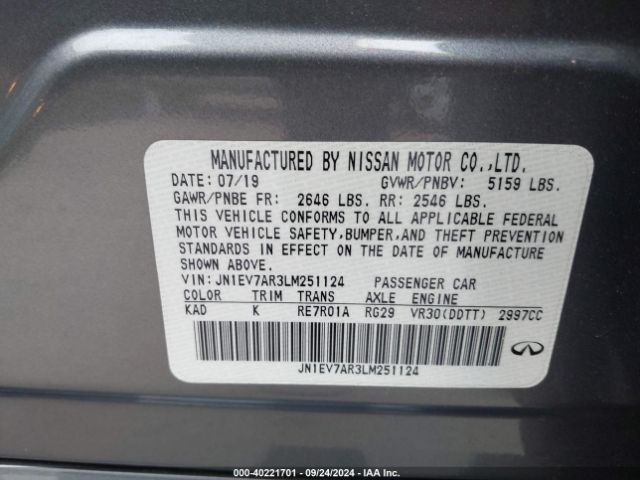 MANUFACTURED BY NISSAN MOTOR CO.,LTD.
DATE: 07/19 GVWR/PNBV: 5159 LBS.
GAWR/PNBE FR: 2646 LBS. RR: 2546 LBS.
THIS VEHICLE CONFORMS TO ALL APPLICABLE FEDERAL
MOTOR VEHICLE SAFETY,BUMPER,AND THEFT PREVENTION
STANDARDS IN EFFECT ON THE DATE OF MANUFACTURE
SHOWN ABOVE.
VIN: JN1EV7AR3LM251124 PASSENGER CAR
COLOR TRIM TRANS AXLE ENGINE
KAD K RE7R01A RG29 VR30(DDTT) 2997CC
JN1EV7AR3LM251124
000-40221701 - 09/24/2024 - IAA, Inc.